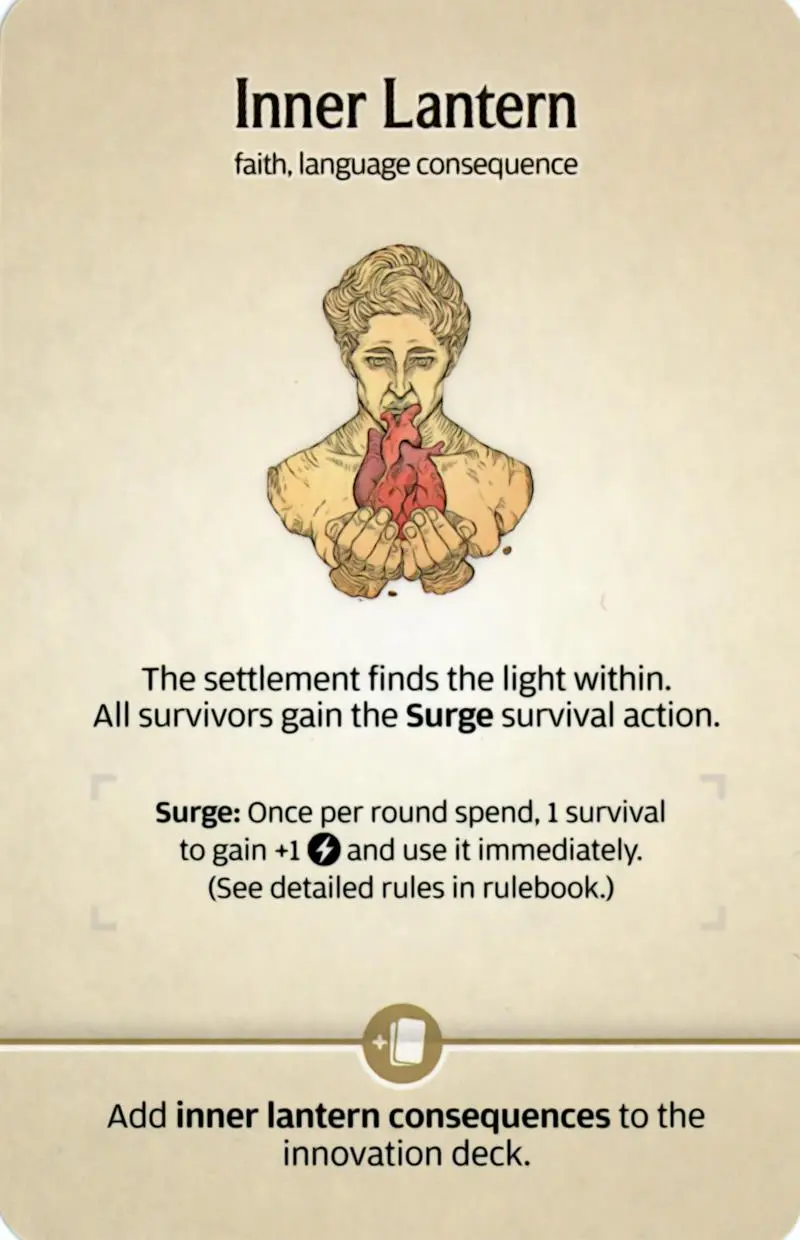 Inner Lantern
faith, language consequence
The settlement finds the light within.
All survivors gain the Surge survival action.
Surge: Once per round spend, 1 survival
to gain +1 and use it immediately.
(See detailed rules in rulebook.)
+
Add inner lantern consequences to the
innovation deck.